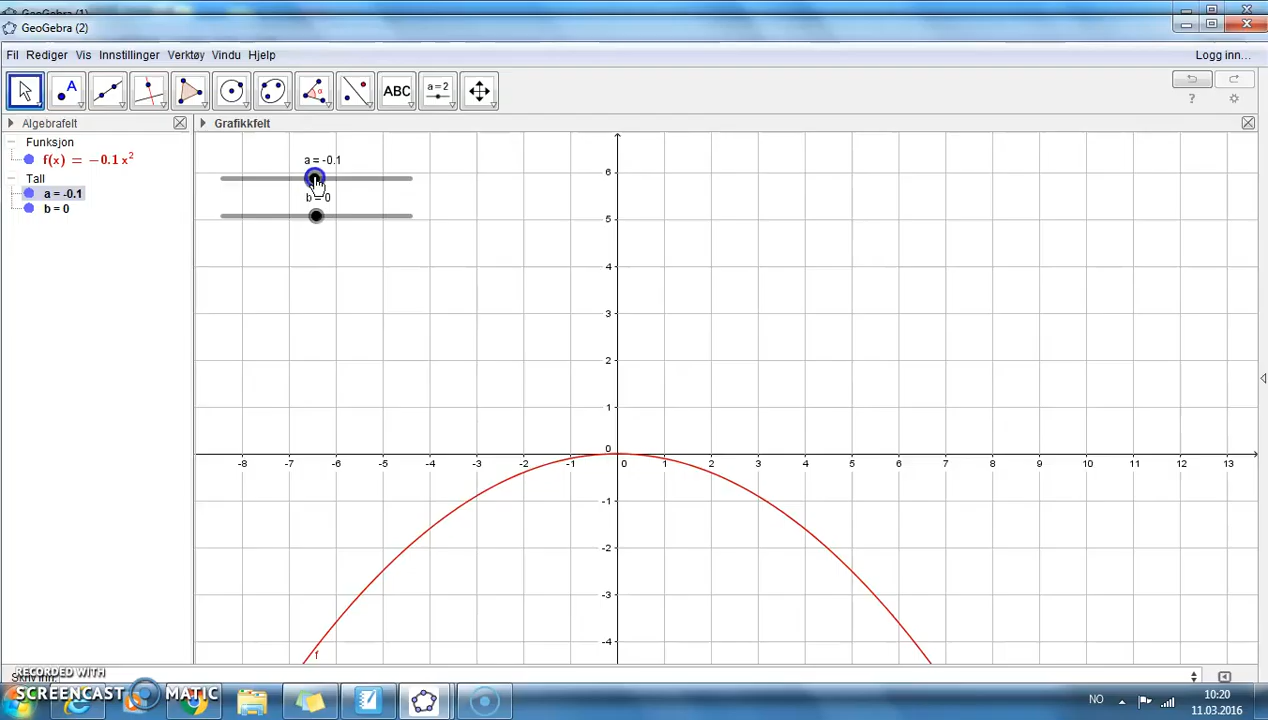 GeoGebra (1)
GeoGebra (2)
Fil Rediger Vis Innstillinger Verktøy Vindu Hjelp Logg inn...
A ABC a=2
Algebrafelt Grafikkfelt
Funksjon
f(x) = −0.1 x²
Tall
a = -0.1
b = 0
a = -0.1
b = 0
6
5
4
3
2
1
0
-8 -7 -6 -5 -4 -3 -2 -1 0 1 2 3 4 5 6 7 8 9 10 11 12 13
-1
-2
-3
-4
f
RECORDED WITH
SCREENCAST MATIC
NO 10:20
11.03.2016